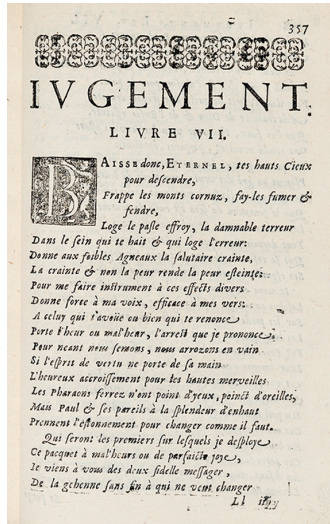 357
IVGEMENT.
LIVRE VII.
BAISSE donc, ETERNEL, tes hauts Cieux
pour descendre,
Frappe les monts cornuz, fay-les fumer &
fendre,
Loge le pasle effroy, la damnable terreur
Dans le sein qui te hait & qui loge l'erreur:
Donne aux foibles Agneaux la salutaire crainte,
La crainte & non la peur rende la peur esteinte:
Pour me faire instrument à ces effects divers
Donne force à ma voix, efficace à mes vers:
A celuy qui t'avoüe ou bien qui te renonce
Porte l'heur ou mal'heur, l'arrest que je prononce.
Pour neant nous semons, nous arrozons en vain
Si l'esprit de vertu ne porte de sa main
L'heureux accroissement pour les hautes merveilles
Les Pharaons ferrez n'ont point d'yeux, poinct d'oreilles,
Mais Paul & ses pareils à la splendeur d'enhaut
Prennent l'estonnement pour changer comme il faut.
Qui seront les premiers sur lesquels je desploye
Ce pacquet à mal'heurs ou de parfaicte joye,
Je viens à vous des deux fidelle messager,
De la gehenne sans fin à qui ne veut changer
Ll